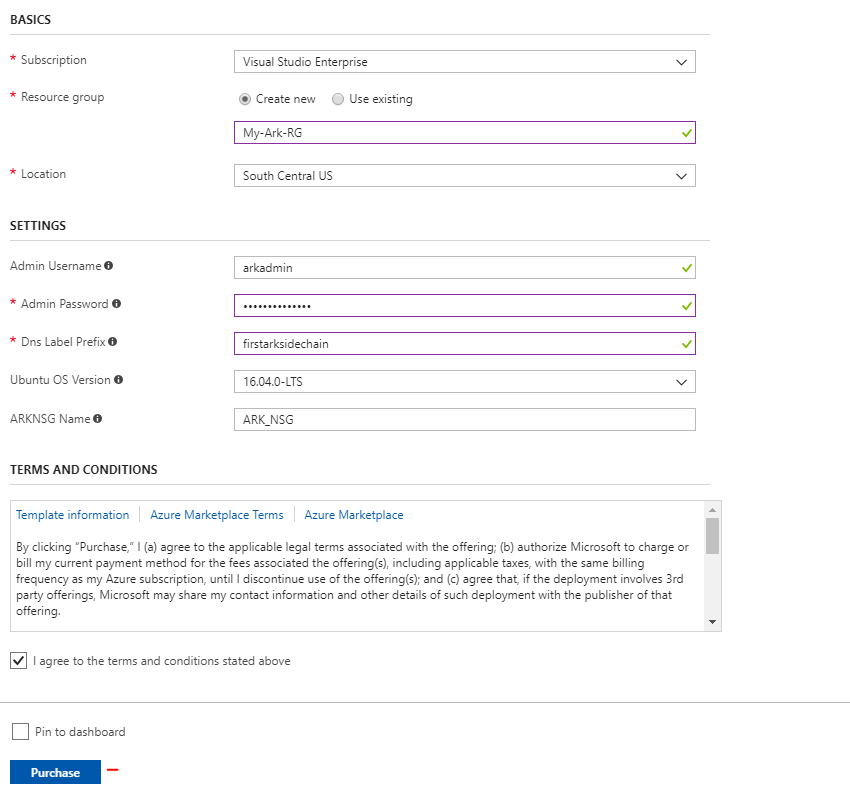 BASICS
* Subscription
Visual Studio Enterprise
* Resource group
Create new Use existing
My-Ark-RG
* Location
South Central US
SETTINGS
Admin Username
arkadmin
* Admin Password
••••••••••••••
* Dns Label Prefix
firstarksidechain
Ubuntu OS Version
16.04.0-LTS
ARKNSG Name
ARK_NSG
TERMS AND CONDITIONS
Template information Azure Marketplace Terms Azure Marketplace
By clicking “Purchase,” I (a) agree to the applicable legal terms associated with the offering; (b) authorize Microsoft to charge or
bill my current payment method for the fees associated the offering(s), including applicable taxes, with the same billing
frequency as my Azure subscription, until I discontinue use of the offering(s); and (c) agree that, if the deployment involves 3rd
party offerings, Microsoft may share my contact information and other details of such deployment with the publisher of that
offering.
I agree to the terms and conditions stated above
Pin to dashboard
Purchase